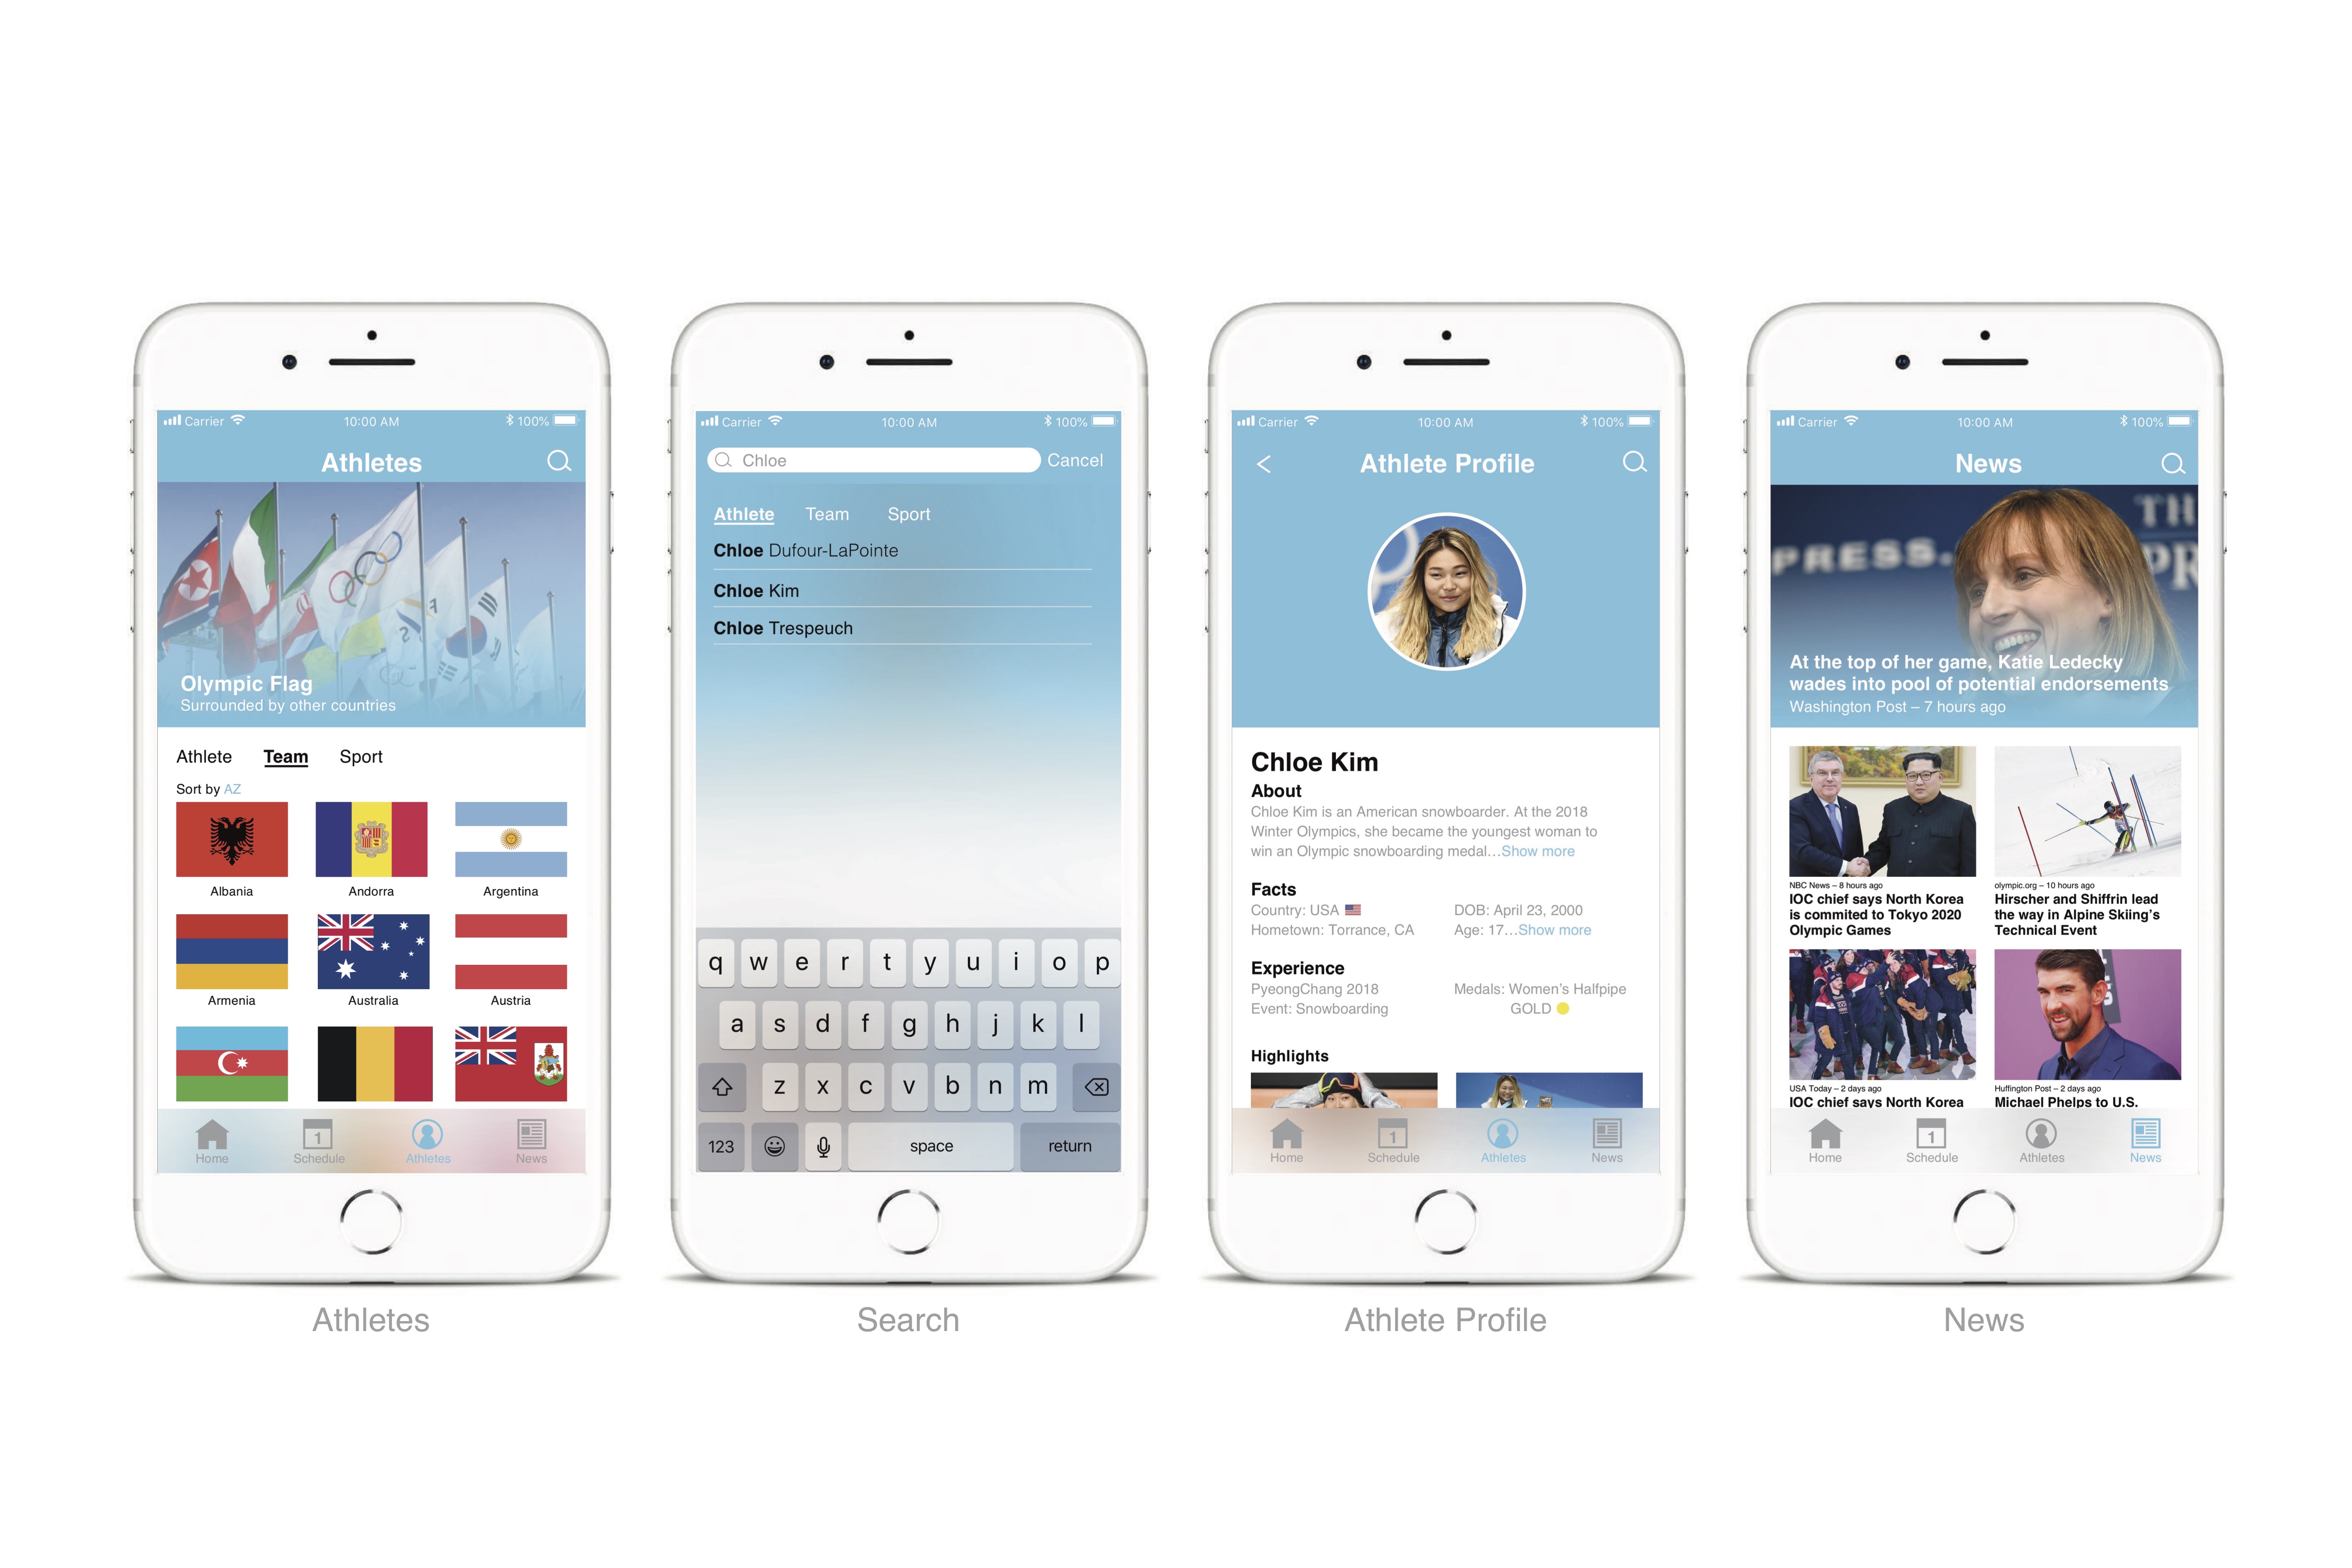 Carrier 10:00 AM 100%
Athletes
Olympic Flag
Surrounded by other countries
Athlete Team Sport
Sort by AZ
Albania Andorra Argentina
Armenia Australia Austria
1
Home Schedule Athletes News
Athletes
Carrier 10:00 AM 100%
Chloe Cancel
Athlete Team Sport
Chloe Dufour-LaPointe
Chloe Kim
Chloe Trespeuch
q w e r t y u i o p
a s d f g h j k l
z x c v b n m
123 space return
Search
Carrier 10:00 AM 100%
< Athlete Profile
Chloe Kim
About
Chloe Kim is an American snowboarder. At the 2018
Winter Olympics, she became the youngest woman to
win an Olympic snowboarding medal...Show more
Facts
Country: USA DOB: April 23, 2000
Hometown: Torrance, CA Age: 17...Show more
Experience
PyeongChang 2018 Medals: Women's Halfpipe
Event: Snowboarding GOLD
Highlights
1
Home Schedule Athletes News
Athlete Profile
Carrier 10:00 AM 100%
News
TH
PRESS. PR
At the top of her game, Katie Ledecky
wades into pool of potential endorsements
Washington Post – 7 hours ago
NBC News – 8 hours ago
IOC chief says North Korea
is commited to Tokyo 2020
Olympic Games
olympic.org – 10 hours ago
Hirscher and Shiffrin lead
the way in Alpine Skiing's
Technical Event
USA Today – 2 days ago
IOC chief says North Korea
Huffington Post – 2 days ago
Michael Phelps to U.S.
1
Home Schedule Athletes News
News